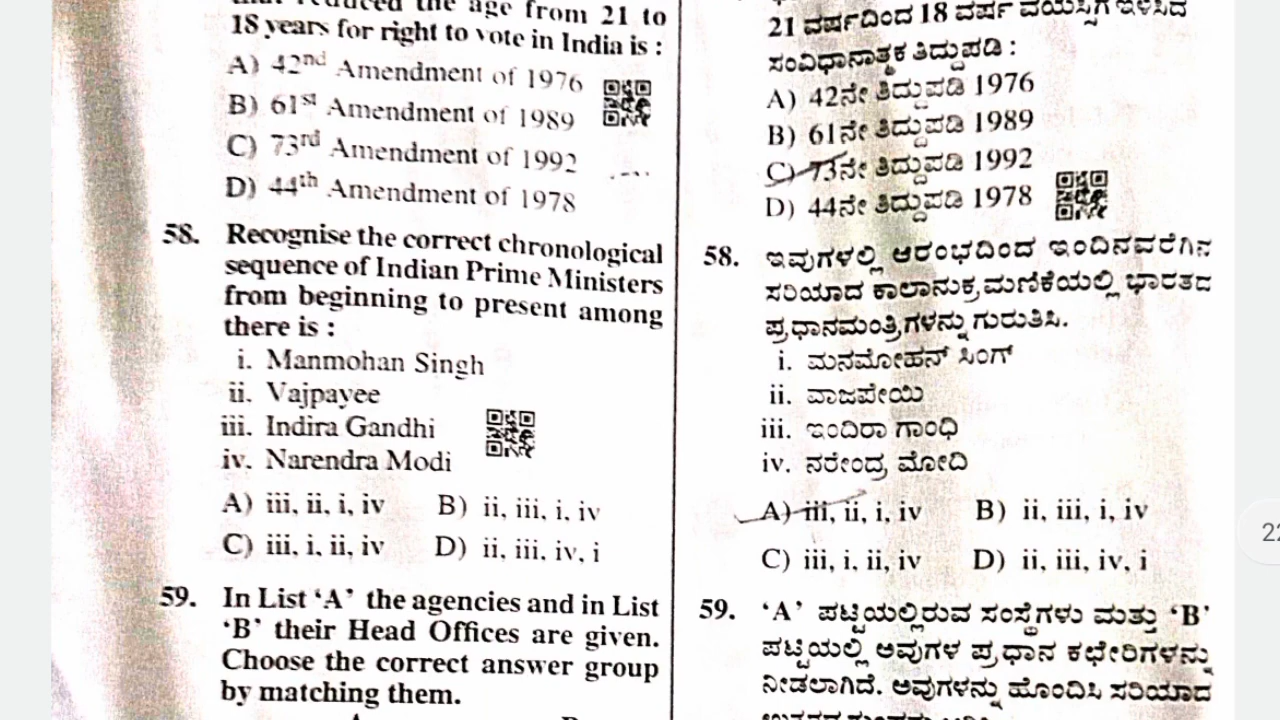 the age from 21 to
18 years for right to vote in India is :
A) 42nd Amendment of 1976
B) 61st Amendment of 1989
C) 73rd Amendment of 1992
D) 44th Amendment of 1978
58. Recognise the correct chronological
sequence of Indian Prime Ministers
from beginning to present among
there is :
i. Manmohan Singh
ii. Vajpayee
iii. Indira Gandhi
iv. Narendra Modi
A) iii, ii, i, iv B) ii, iii, i, iv
C) iii, i, ii, iv D) ii, iii, iv, i
59. In List ‘A’ the agencies and in List
‘B’ their Head Offices are given.
Choose the correct answer group
by matching them.
21 ವರ್ಷದಿಂದ 18 ವರ್ಷ ವಯಸ್ಸಿಗೆ ಇಳಿಸಿದ
ಸಂವಿಧಾನಾತ್ಮಕ ತಿದ್ದುಪಡಿ :
A) 42ನೇ ತಿದ್ದುಪಡಿ 1976
B) 61ನೇ ತಿದ್ದುಪಡಿ 1989
C) 73ನೇ ತಿದ್ದುಪಡಿ 1992
D) 44ನೇ ತಿದ್ದುಪಡಿ 1978
58. ಇವುಗಳಲ್ಲಿ ಆರಂಭದಿಂದ ಇಂದಿನವರೆಗಿನ
ಸರಿಯಾದ ಕಾಲಾನುಕ್ರಮಣಿಕೆಯಲ್ಲಿ ಭಾರತದ
ಪ್ರಧಾನಮಂತ್ರಿಗಳನ್ನು ಗುರುತಿಸಿ.
i. ಮನಮೋಹನ್ ಸಿಂಗ್
ii. ವಾಜಪೇಯಿ
iii. ಇಂದಿರಾ ಗಾಂಧಿ
iv. ನರೇಂದ್ರ ಮೋದಿ
A) iii, ii, i, iv B) ii, iii, i, iv
C) iii, i, ii, iv D) ii, iii, iv, i
59. ‘A’ ಪಟ್ಟಿಯಲ್ಲಿರುವ ಸಂಸ್ಥೆಗಳು ಮತ್ತು ‘B’
ಪಟ್ಟಿಯಲ್ಲಿ ಅವುಗಳ ಪ್ರಧಾನ ಕಛೇರಿಗಳನ್ನು
ನೀಡಲಾಗಿದೆ. ಅವುಗಳನ್ನು ಹೊಂದಿಸಿ ಸರಿಯಾದ
22